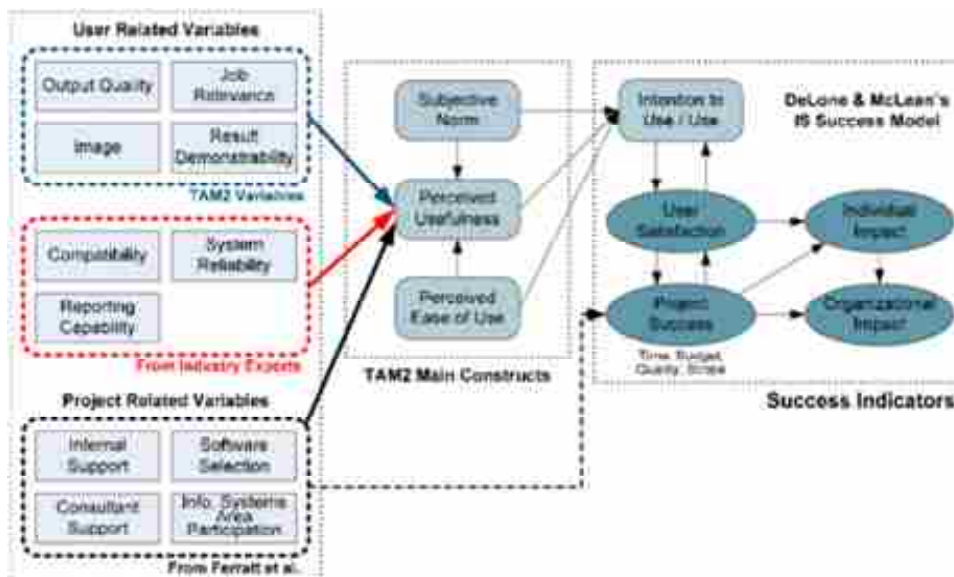 User Related Variables
Output Quality
Job
Relevance
Image
Result
Demonstrability
TAM2 Variables
Compatibility
System
Reliability
Reporting
Capability
From Industry Experts
Project Related Variables
Internal
Support
Software
Selection
Consultant
Support
Info. Systems
Area
Participation
From Ferratt et al.
Subjective
Norm
Perceived
Usefulness
Perceived
Ease of Use
TAM2 Main Constructs
Intention to
Use / Use
DeLone & McLean's
IS Success Model
User
Satisfaction
Individual
Impact
Project
Success
Organizational
Impact
Time, Budget,
Quality, Scope
Success Indicators